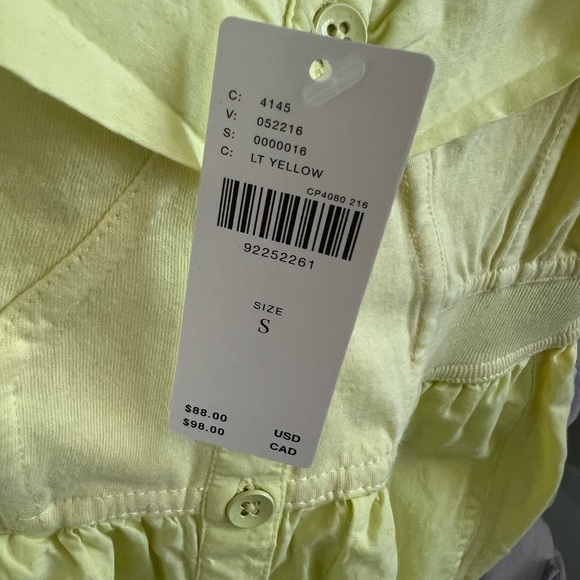 C: 4145
V: 052216
S: 0000016
C: LT YELLOW
CP4080 216
92252261
SIZE
S
$88.00 USD
$98.00 CAD